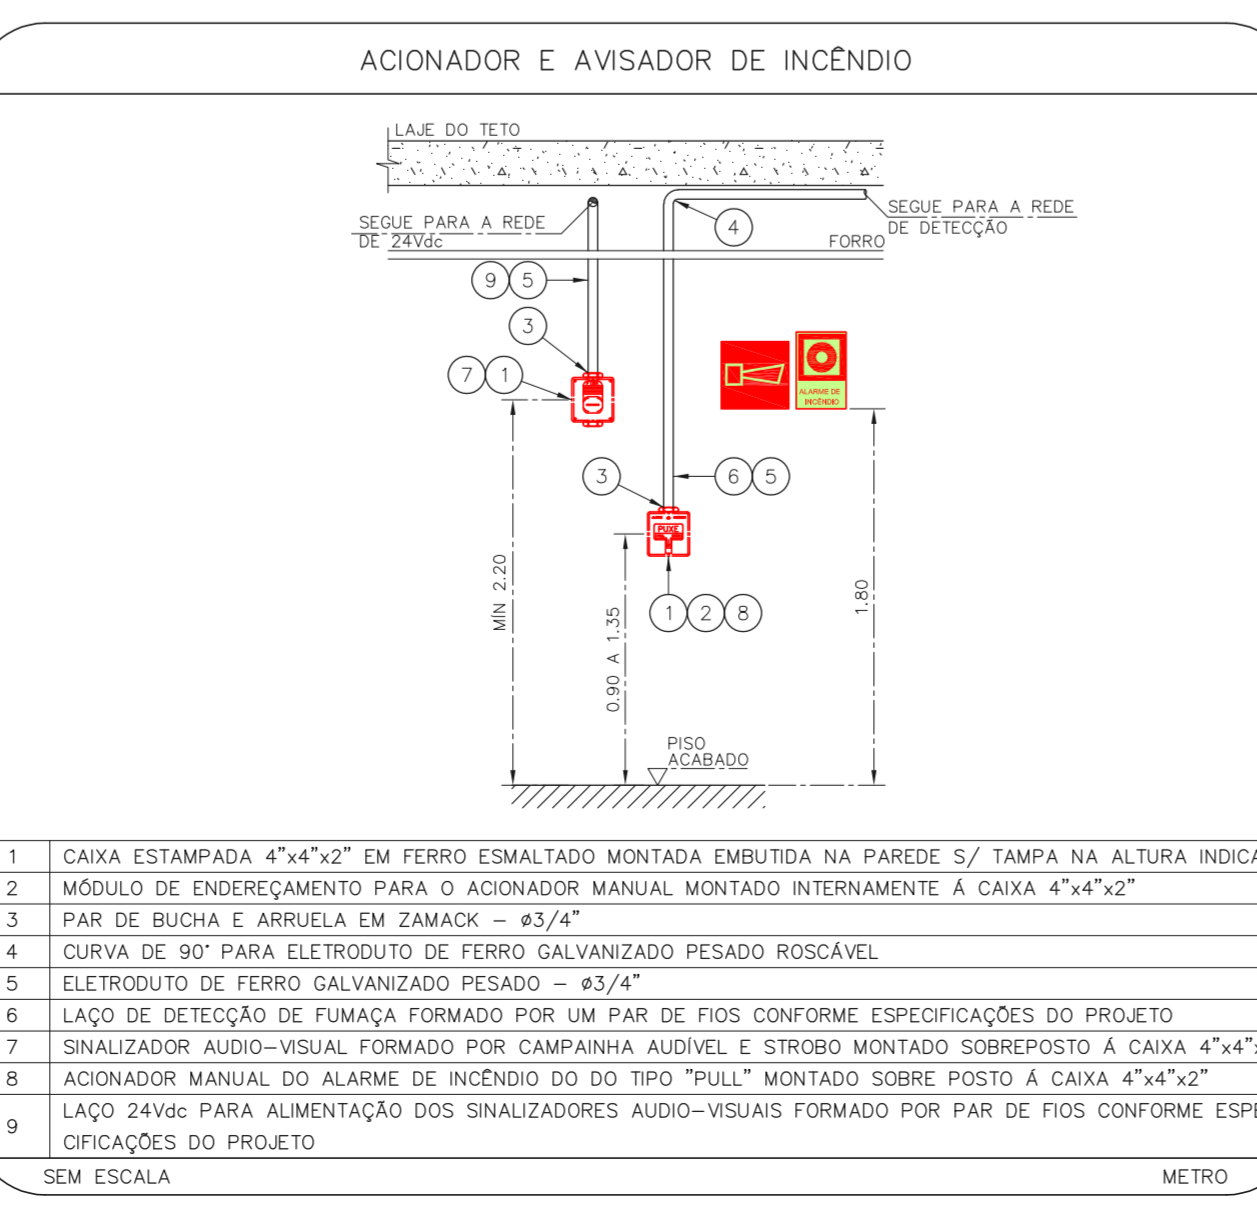 ACIONADOR E AVISADOR DE INCÊNDIO
LAJE DO TETO
SEGUE PARA A REDE
DE 24Vdc
4
SEGUE PARA A REDE
DE DETECÇÃO
FORRO
9 5
3
7 1
ALARME DE
INCÊNDIO
3
6 5
PUXE
1 2 8
MÍN 2.20
0.90 A 1.35
1.80
PISO
ACABADO
1 CAIXA ESTAMPADA 4"x4"x2" EM FERRO ESMALTADO MONTADA EMBUTIDA NA PAREDE S/ TAMPA NA ALTURA INDICA
2 MÓDULO DE ENDEREÇAMENTO PARA O ACIONADOR MANUAL MONTADO INTERNAMENTE Á CAIXA 4"x4"x2"
3 PAR DE BUCHA E ARRUELA EM ZAMACK – ø3/4"
4 CURVA DE 90° PARA ELETRODUTO DE FERRO GALVANIZADO PESADO ROSCÁVEL
5 ELETRODUTO DE FERRO GALVANIZADO PESADO – ø3/4"
6 LAÇO DE DETECÇÃO DE FUMAÇA FORMADO POR UM PAR DE FIOS CONFORME ESPECIFICAÇÕES DO PROJETO
7 SINALIZADOR AUDIO–VISUAL FORMADO POR CAMPAINHA AUDÍVEL E STROBO MONTADO SOBREPOSTO Á CAIXA 4"x4"x
8 ACIONADOR MANUAL DO ALARME DE INCÊNDIO DO DO TIPO "PULL" MONTADO SOBRE POSTO Á CAIXA 4"x4"x2"
9 LAÇO 24Vdc PARA ALIMENTAÇÃO DOS SINALIZADORES AUDIO–VISUAIS FORMADO POR PAR DE FIOS CONFORME ESPE
CIFICAÇÕES DO PROJETO
SEM ESCALA METRO